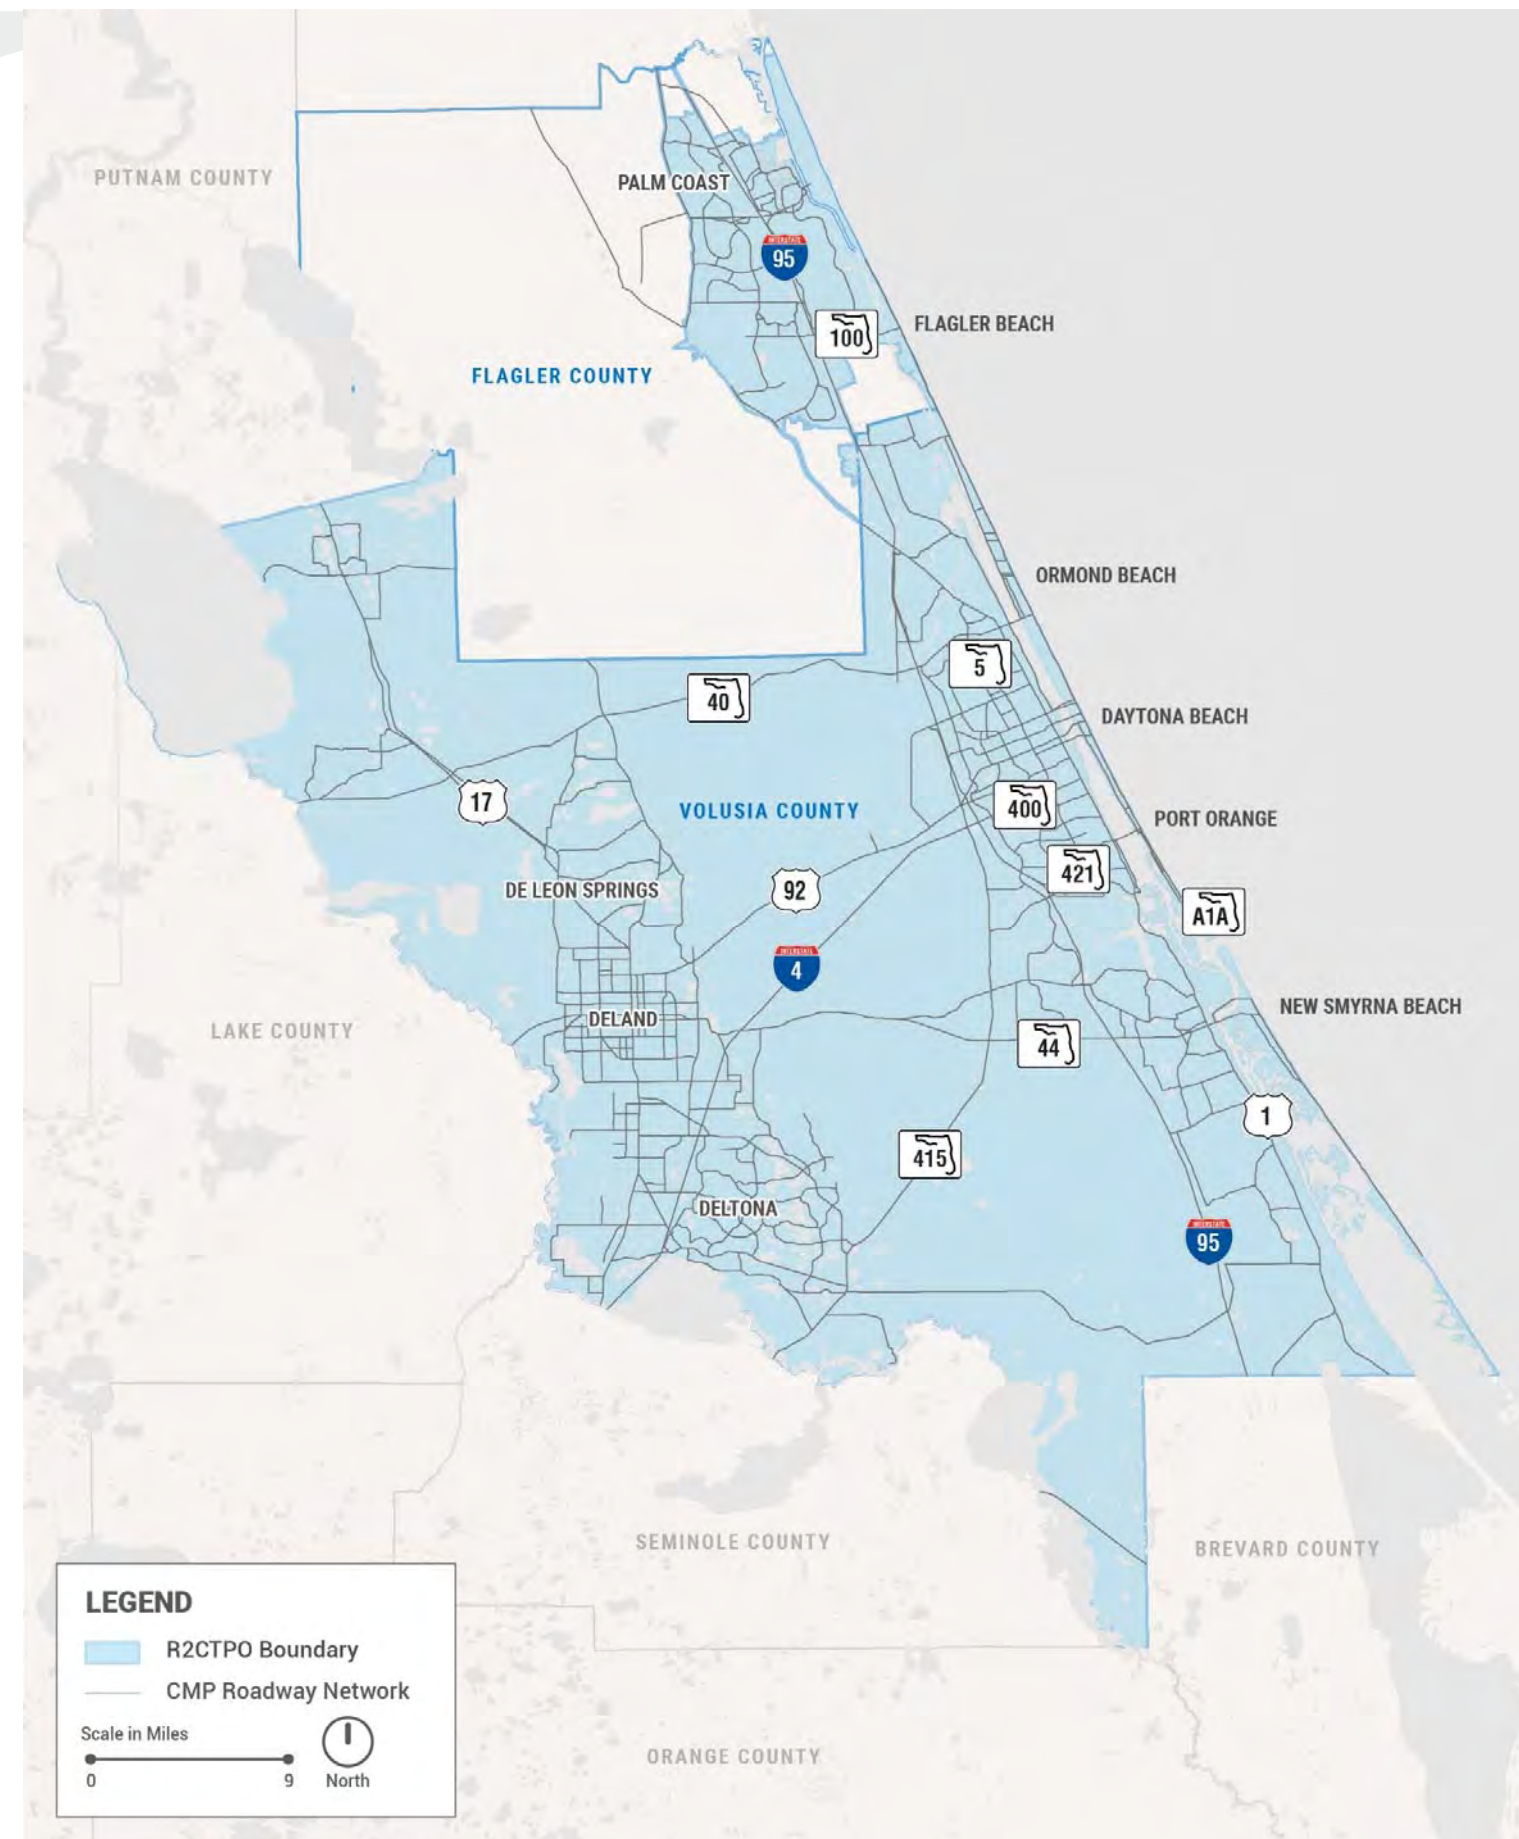 PUTNAM COUNTY
PALM COAST
INTERSTATE
95
100
FLAGLER BEACH
FLAGLER COUNTY
ORMOND BEACH
5
40
DAYTONA BEACH
17
VOLUSIA COUNTY
400
PORT ORANGE
421
DE LEON SPRINGS
92
A1A
INTERSTATE
4
NEW SMYRNA BEACH
DELAND
LAKE COUNTY
44
1
415
DELTONA
INTERSTATE
95
SEMINOLE COUNTY
BREVARD COUNTY
LEGEND
R2CTPO Boundary
CMP Roadway Network
Scale in Miles
0 9
North
ORANGE COUNTY